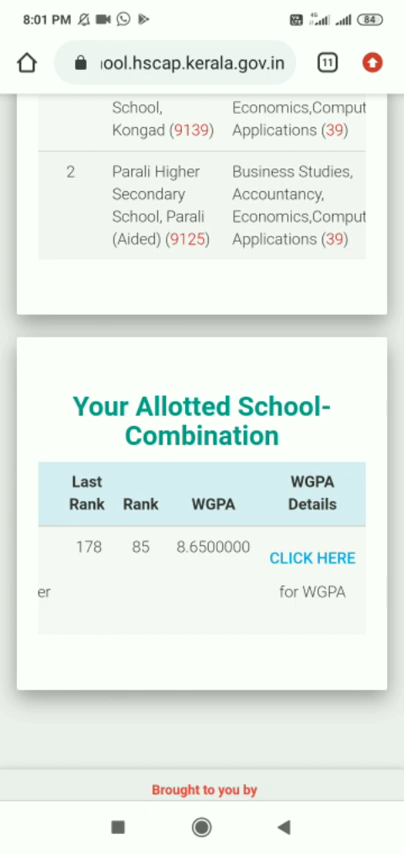 8:01 PM
4G
84
ıool.hscap.kerala.gov.in
11
School,
Economics,Comput
Kongad (9139)
Applications (39)
2
Parali Higher
Business Studies,
Secondary
Accountancy,
School, Parali
Economics,Comput
(Aided) (9125)
Applications (39)
Your Allotted School-
Combination
Last
WGPA
Rank
Rank
WGPA
Details
178
85
8.6500000
CLICK HERE
er
for WGPA
Brought to you by